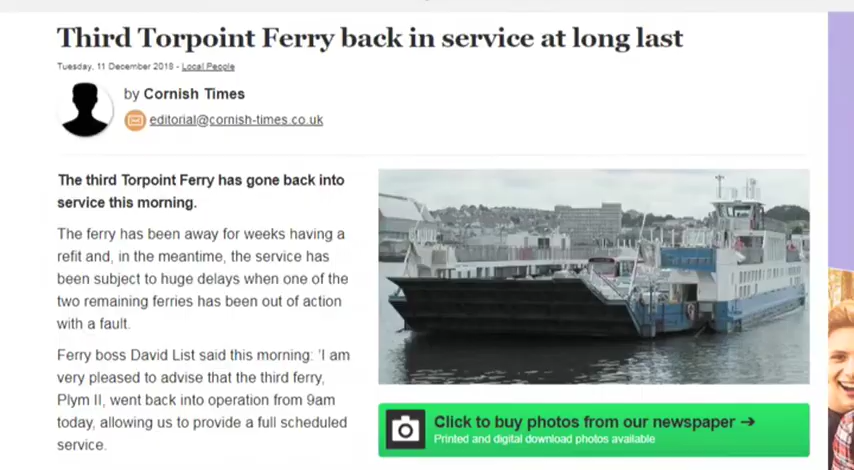 Third Torpoint Ferry back in service at long last
Tuesday, 11 December 2018 - Local People
by Cornish Times
editorial@cornish-times.co.uk
The third Torpoint Ferry has gone back into
service this morning.
The ferry has been away for weeks having a
refit and, in the meantime, the service has
been subject to huge delays when one of the
two remaining ferries has been out of action
with a fault.
Ferry boss David List said this morning: 'I am
very pleased to advise that the third ferry,
Plym II, went back into operation from 9am
today, allowing us to provide a full scheduled
service.
Click to buy photos from our newspaper →
Printed and digital download photos available